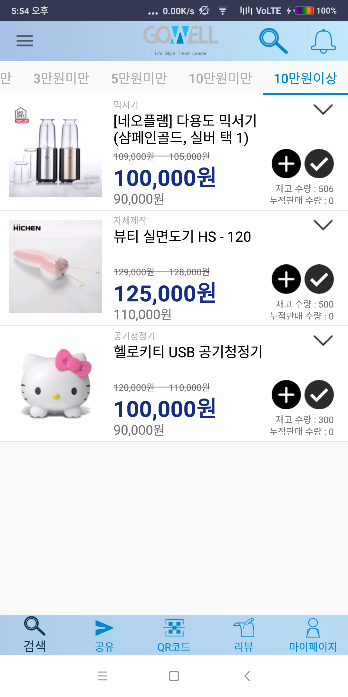 5:54 오후
... 0.00K/s VoLTE 100%
GOWELL
Life Style Trend Leader
만 3만원미만 5만원미만 10만원미만 10만원이상
믹서기
[네오플램] 다용도 믹서기
(샴페인골드, 실버 택 1)
109,000원 105,000원
100,000원
90,000원
재고 수량 : 506
누적판매 수량 : 0
HICHEN
자체제작
뷰티 실면도기 HS - 120
129,000원 128,000원
125,000원
110,000원
재고 수량 : 500
누적판매 수량 : 0
공기청정기
헬로키티 USB 공기청정기
120,000원 110,000원
100,000원
90,000원
재고 수량 : 300
누적판매 수량 : 0
검색 공유 QR코드 리뷰 마이페이지